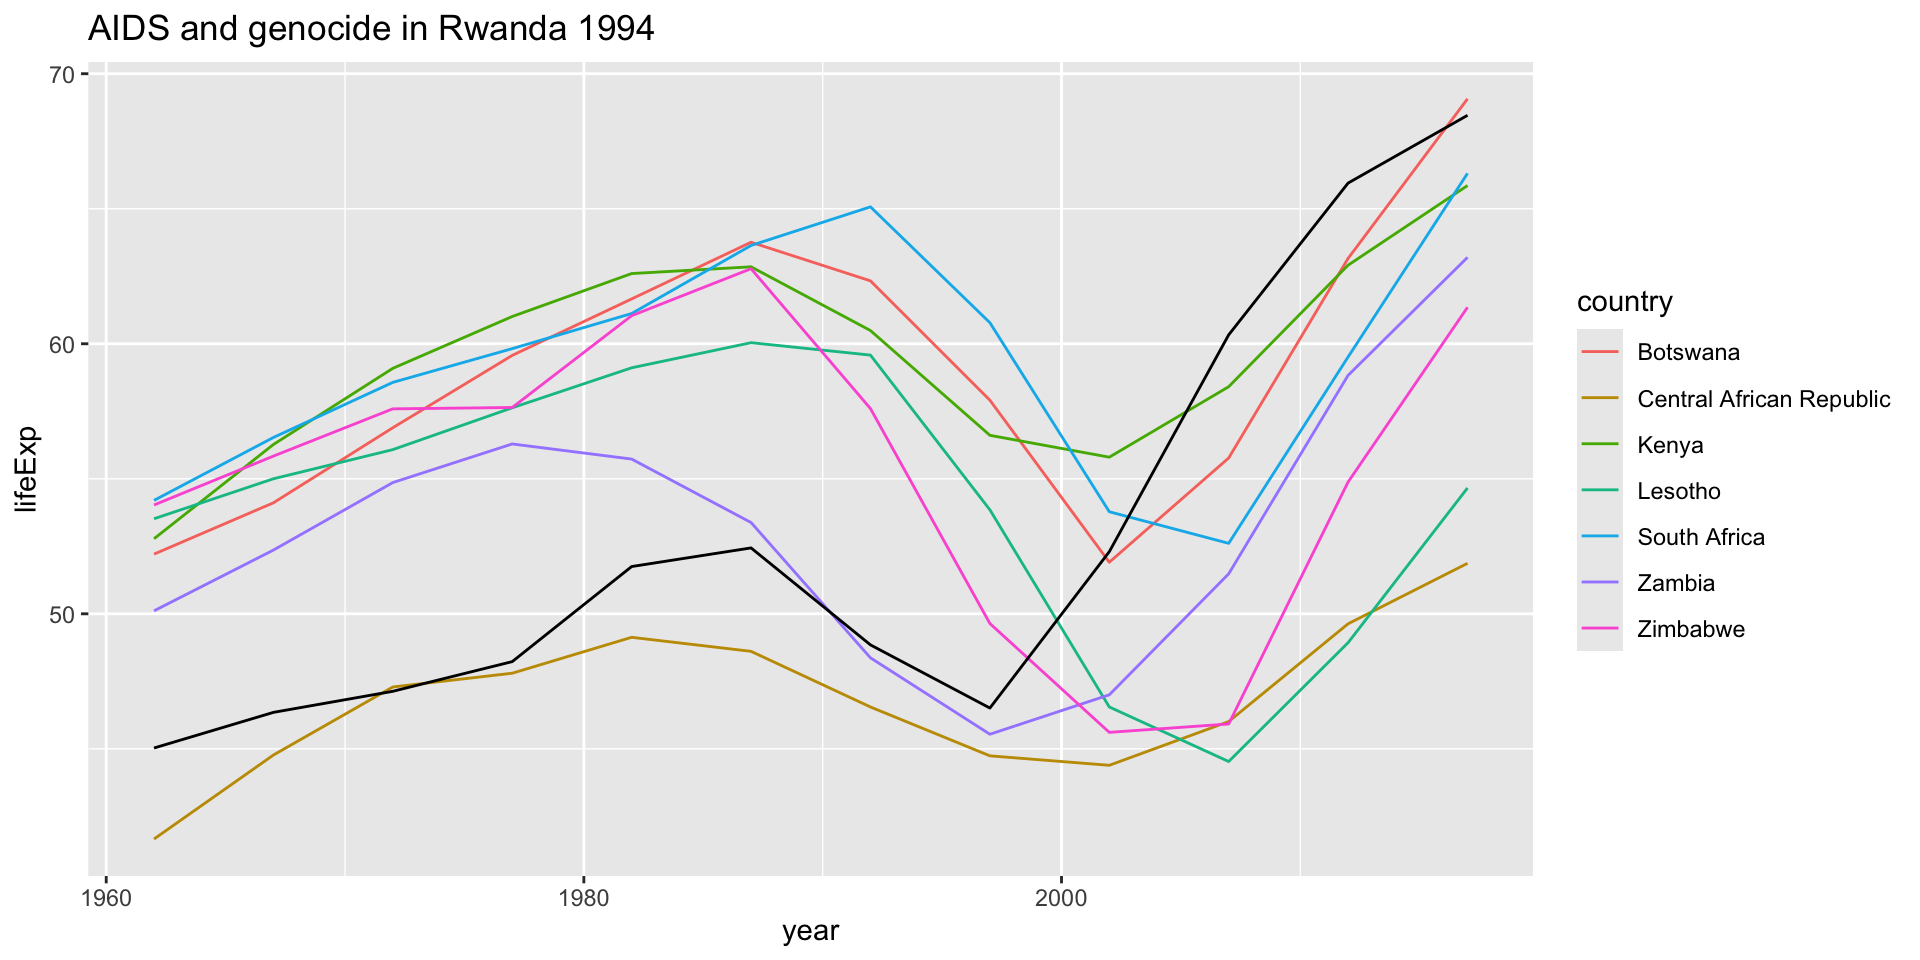 AIDS and genocide in Rwanda 1994
70
60
50
lifeExp
1960
1980
2000
year
country
Botswana
Central African Republic
Kenya
Lesotho
South Africa
Zambia
Zimbabwe